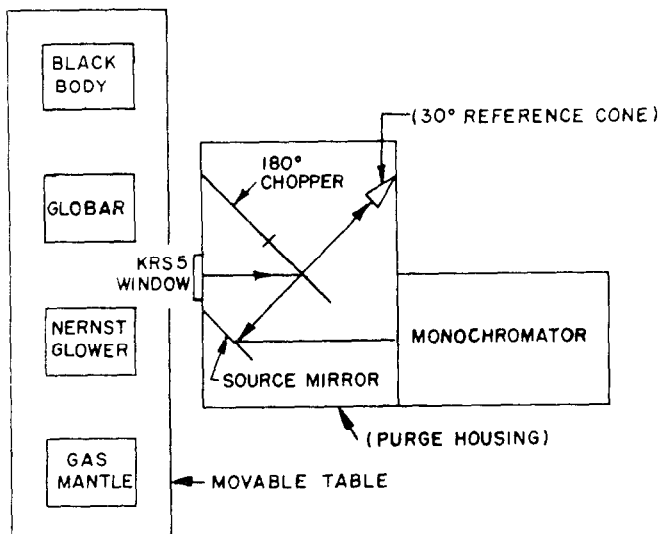 BLACK
BODY
GLOBAR
NERNST
GLOWER
GAS
MANTLE
(30° REFERENCE CONE)
180°
CHOPPER
KRS 5
WINDOW
SOURCE MIRROR
MONOCHROMATOR
(PURGE HOUSING)
MOVABLE TABLE